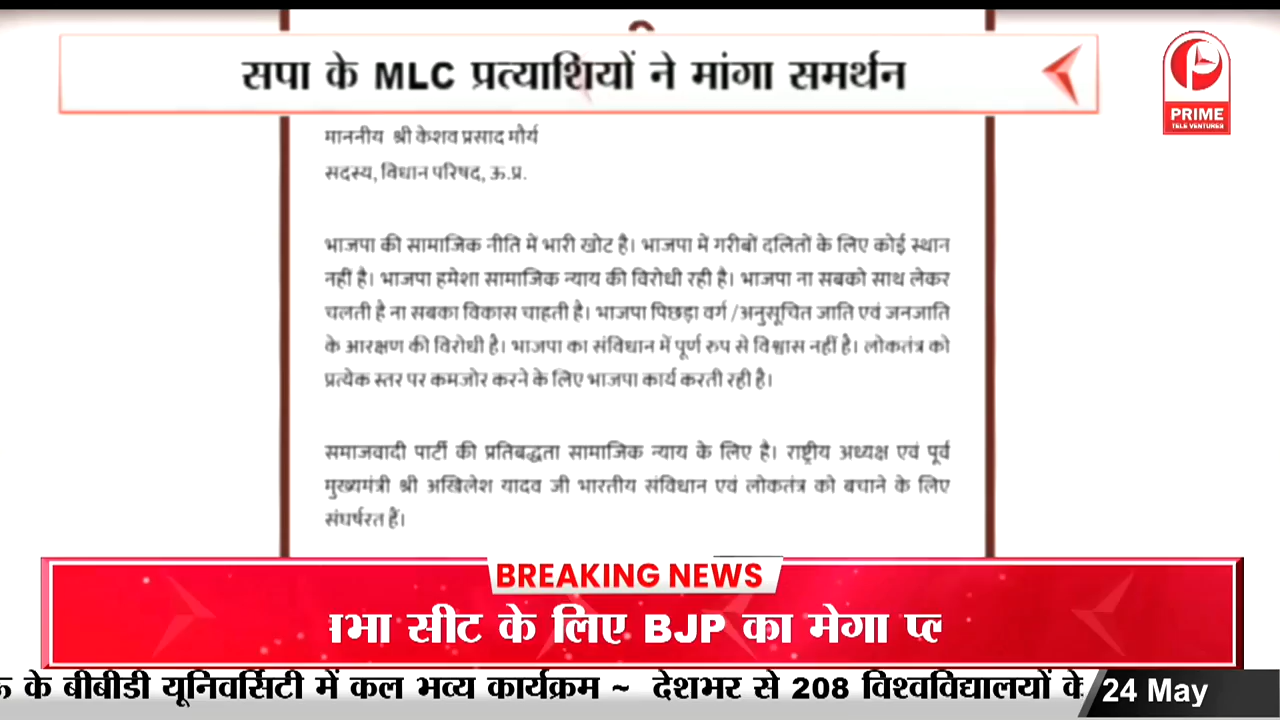 सपा के MLC प्रत्याशियों ने मांगा समर्थन
PRIME
TELE VENTURES
माननीय श्री केशव प्रसाद मौर्य
सदस्य, विधान परिषद, ऊ.प्र.
भाजपा की सामाजिक नीति में भारी खोट है। भाजपा में गरीबों दलितों के लिए कोई स्थान
नहीं है। भाजपा हमेशा सामाजिक न्याय की विरोधी रही है। भाजपा ना सबको साथ लेकर
चलती है ना सबका विकास चाहती है। भाजपा पिछड़ा वर्ग /अनुसूचित जाति एवं जनजाति
के आरक्षण की विरोधी है। भाजपा का संविधान में पूर्ण रुप से विश्वास नहीं है। लोकतंत्र को
प्रत्येक स्तर पर कमजोर करने के लिए भाजपा कार्य करती रही है।
समाजवादी पार्टी की प्रतिबद्धता सामाजिक न्याय के लिए है। राष्ट्रीय अध्यक्ष एवं पूर्व
मुख्यमंत्री श्री अखिलेश यादव जी भारतीय संविधान एवं लोकतंत्र को बचाने के लिए
संघर्षरत हैं।
BREAKING NEWS
भा सीट के लिए BJP का मेगा
के बीबीडी यूनिवर्सिटी में कल भव्य कार्यक्रम ~ देशभर से 208 विश्वविद्यालयों के
24 May